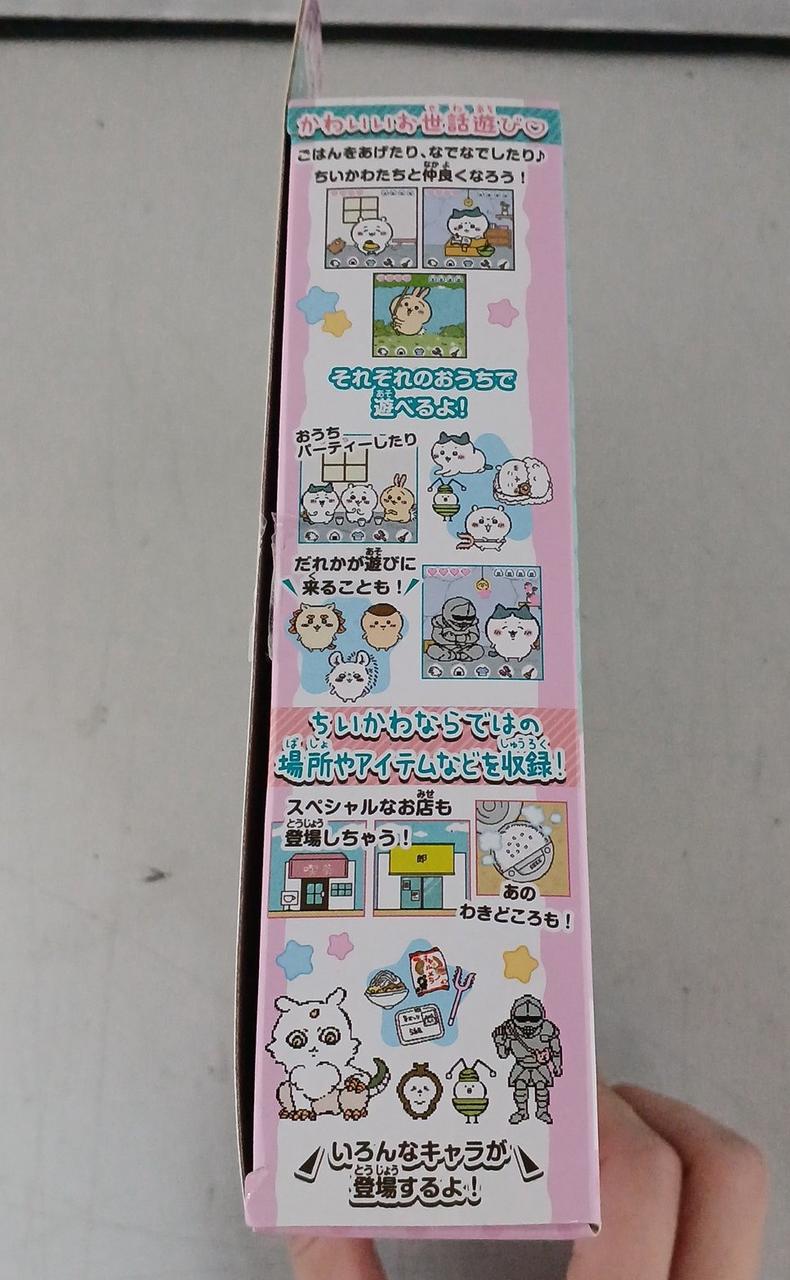 かわいいお世話遊び♡
ごはんをあげたり、なでなでしたり♪
ちいかわたちと仲良くなろう！
それぞれのおうちで
遊べるよ！
おうち
パーティーしたり
だれかが遊びに
来ることも！
ちいかわならではの
場所やアイテムなどを収録！
スペシャルなお店も
登場しちゃう！
喫茶
郎
あの
わきどころも！
いろんなキャラが
登場するよ！